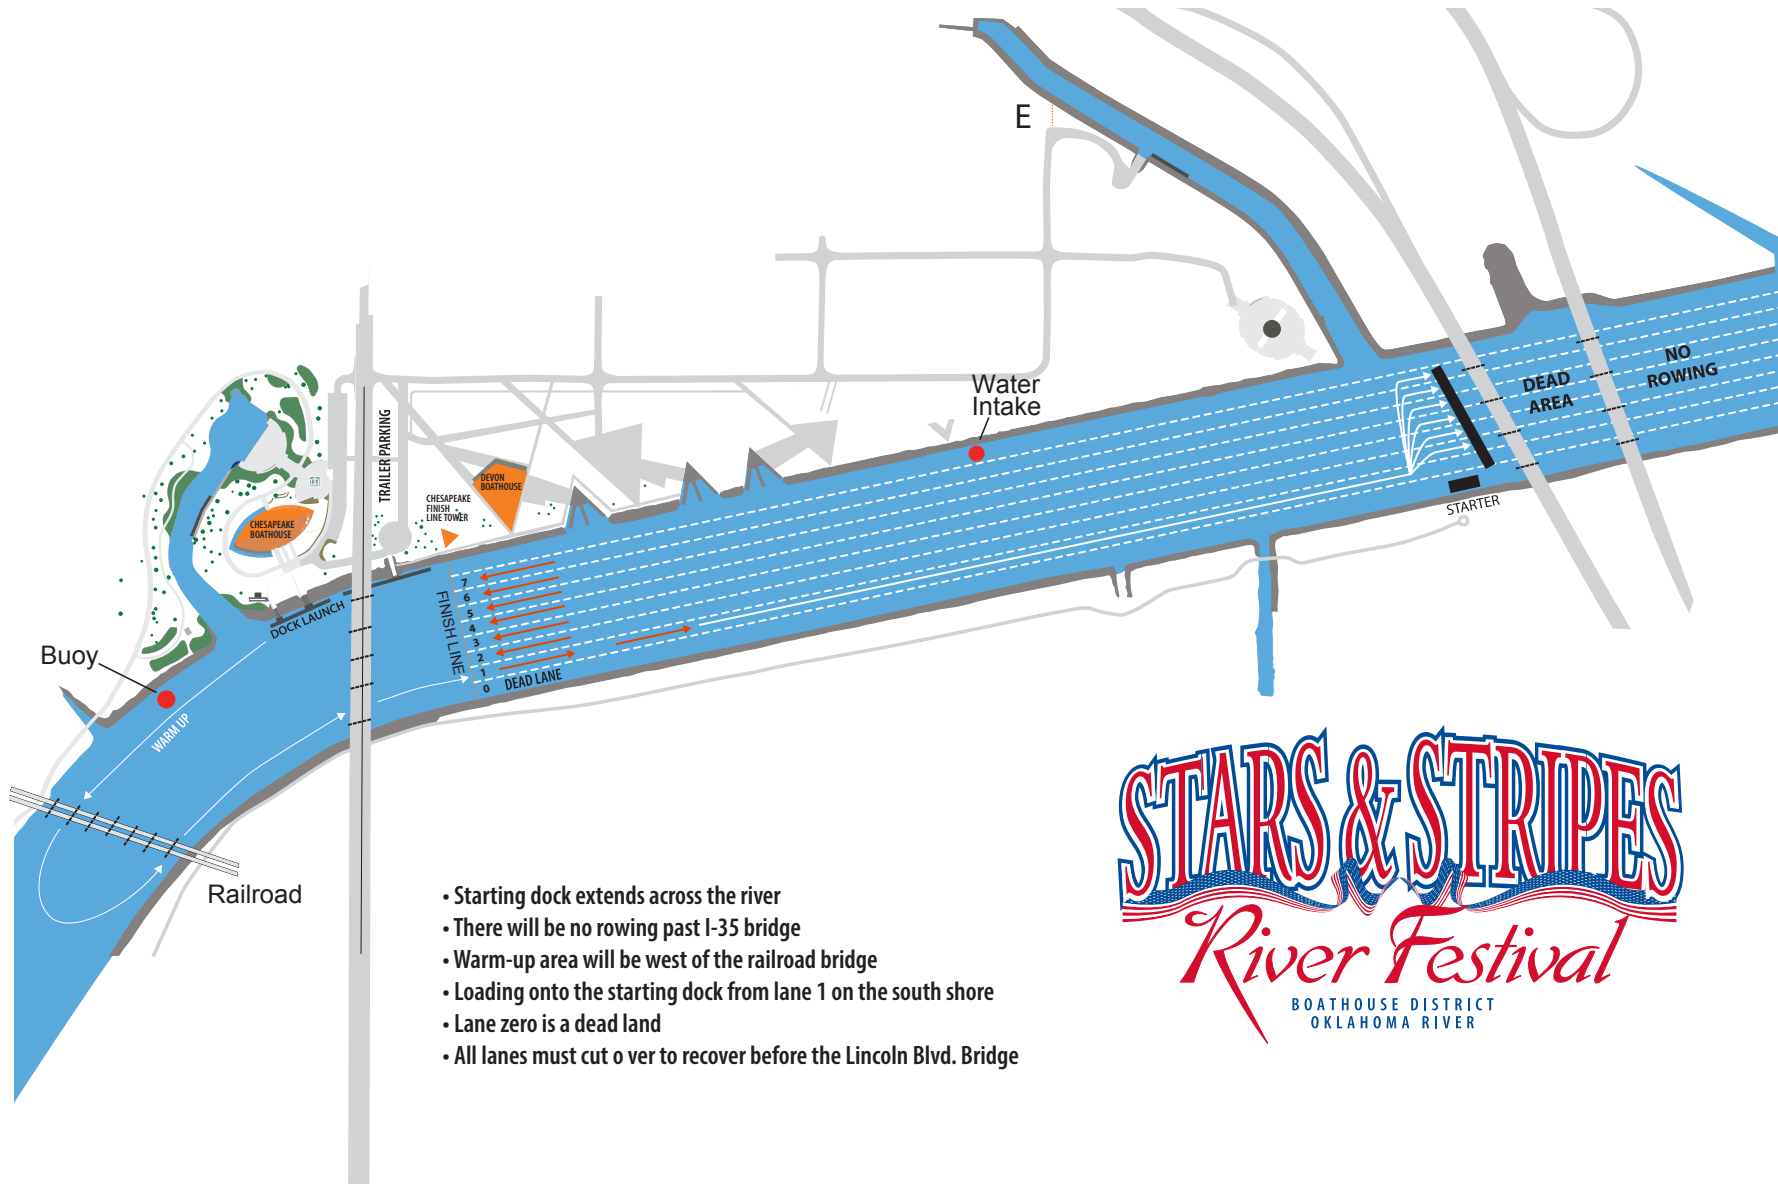 E
Water
Intake
NO
ROWING
DEAD
AREA
STARTER
TRAILER PARKING
DEVON
BOATHOUSE
CHESAPEAKE
FINISH
LINE TOWER
CHESAPEAKE
BOATHOUSE
DOCK LAUNCH
FINISH LINE
7
6
5
4
3
2
1
0
DEAD LANE
Buoy
WARM UP
Railroad
• Starting dock extends across the river
• There will be no rowing past I-35 bridge
• Warm-up area will be west of the railroad bridge
• Loading onto the starting dock from lane 1 on the south shore
• Lane zero is a dead land
• All lanes must cut o ver to recover before the Lincoln Blvd. Bridge
STARS & STRIPES
River Festival
BOATHOUSE DISTRICT
OKLAHOMA RIVER